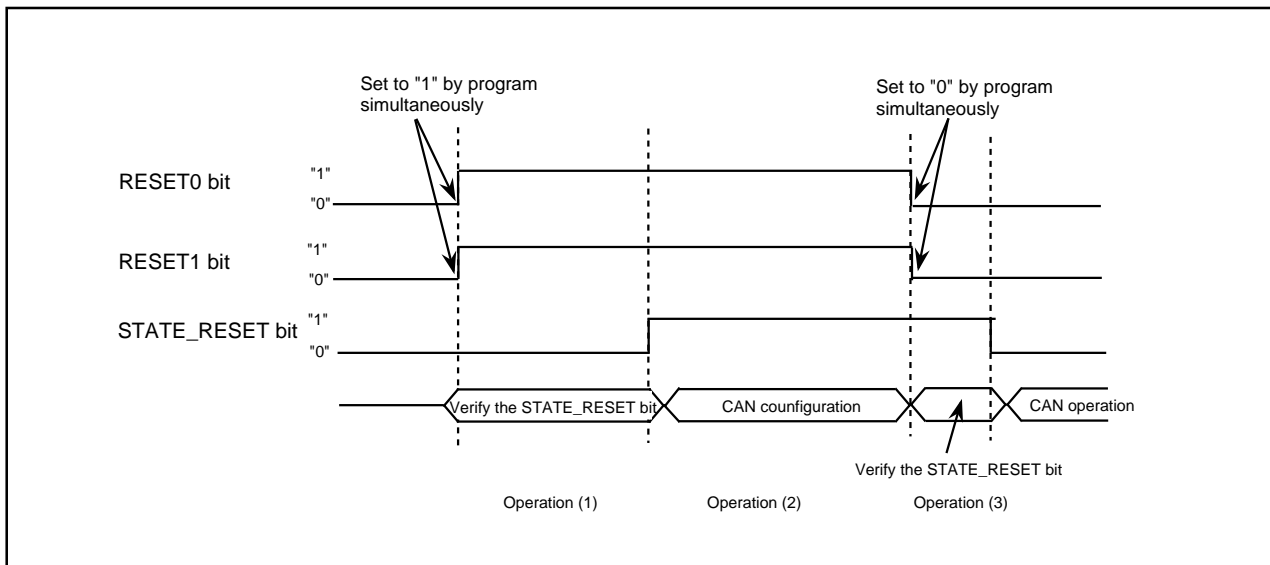 Set to "1" by program
simultaneously
Set to "0" by program
simultaneously
RESET0 bit
"1"
"0"
RESET1 bit
"1"
"0"
STATE_RESET bit
"1"
"0"
Verify the STATE_RESET bit
CAN counfiguration
CAN operation
Verify the STATE_RESET bit
Operation (1)
Operation (2)
Operation (3)